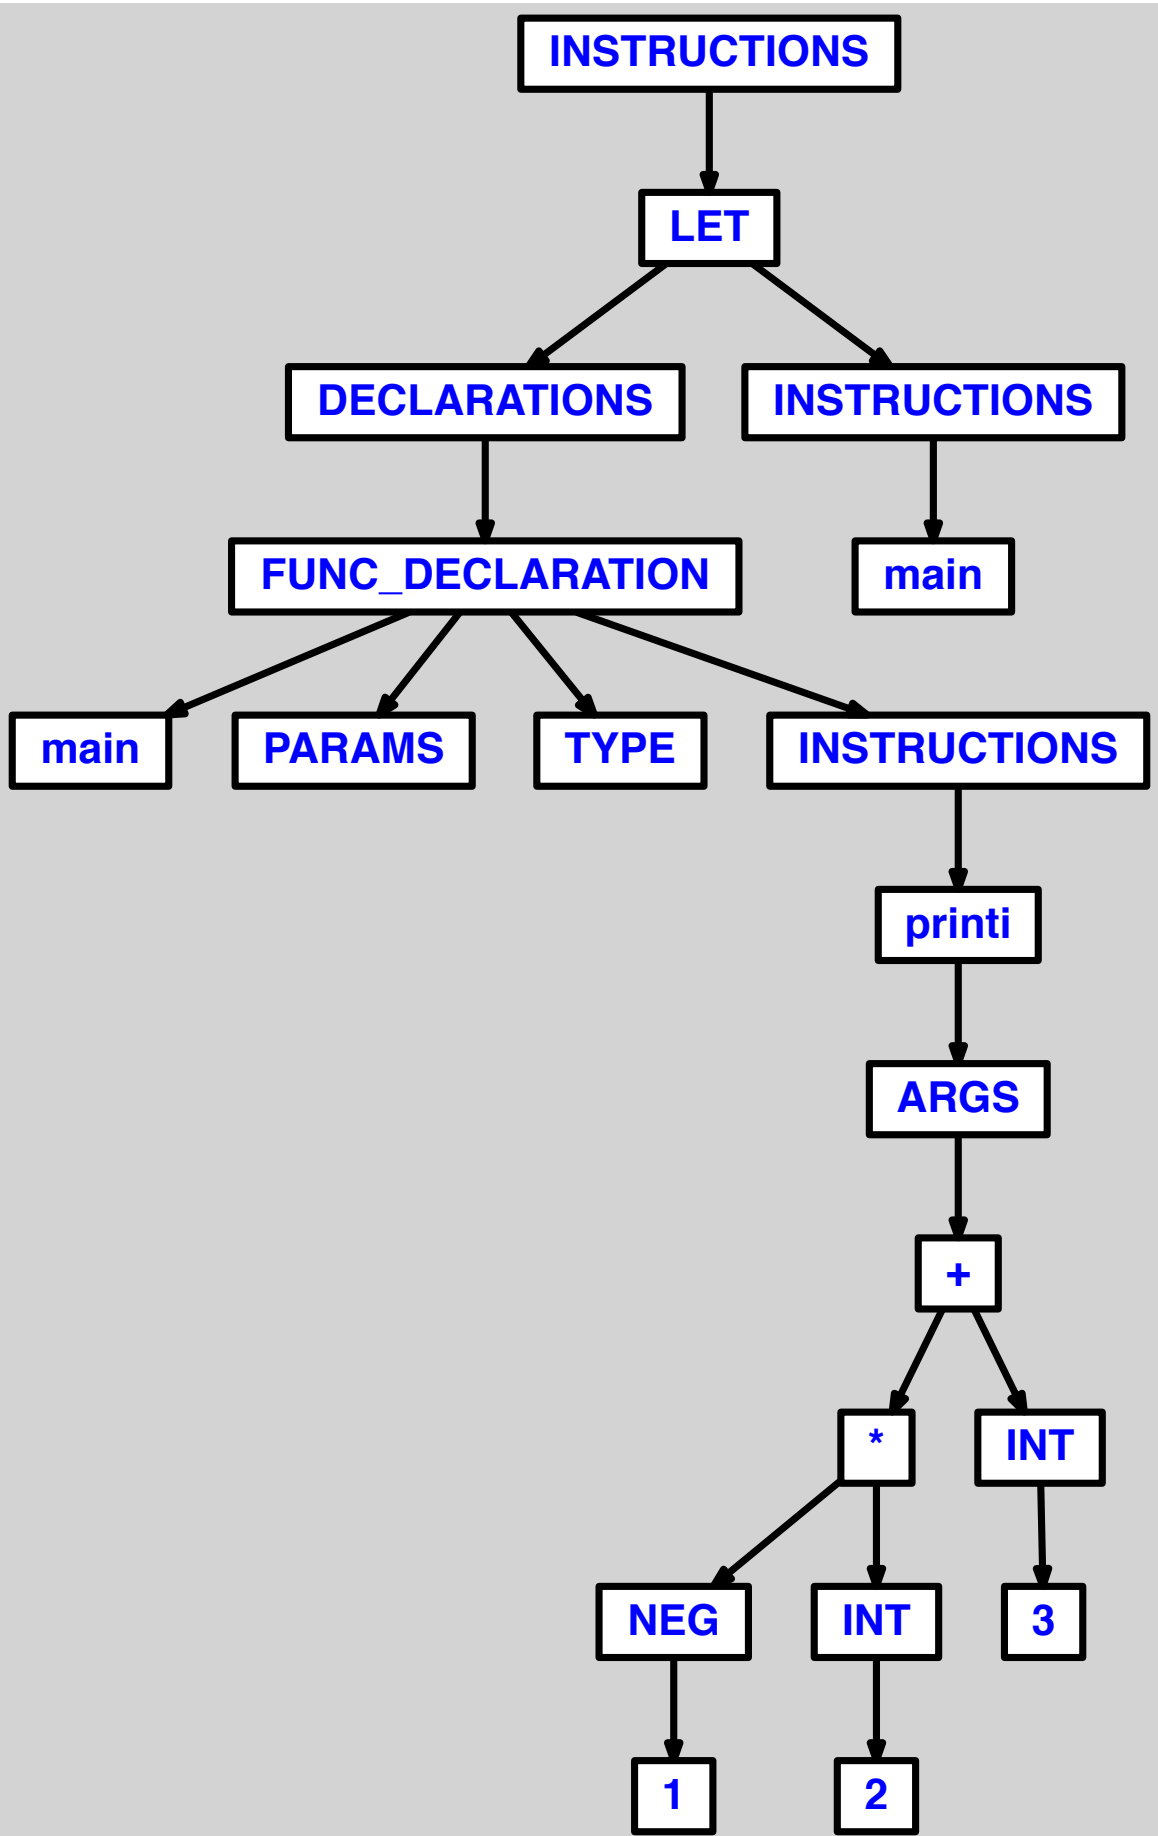 INSTRUCTIONS
LET
DECLARATIONS
INSTRUCTIONS
FUNC_DECLARATION
main
main
PARAMS
TYPE
INSTRUCTIONS
printi
ARGS
+
*
INT
NEG
INT
3
1
2